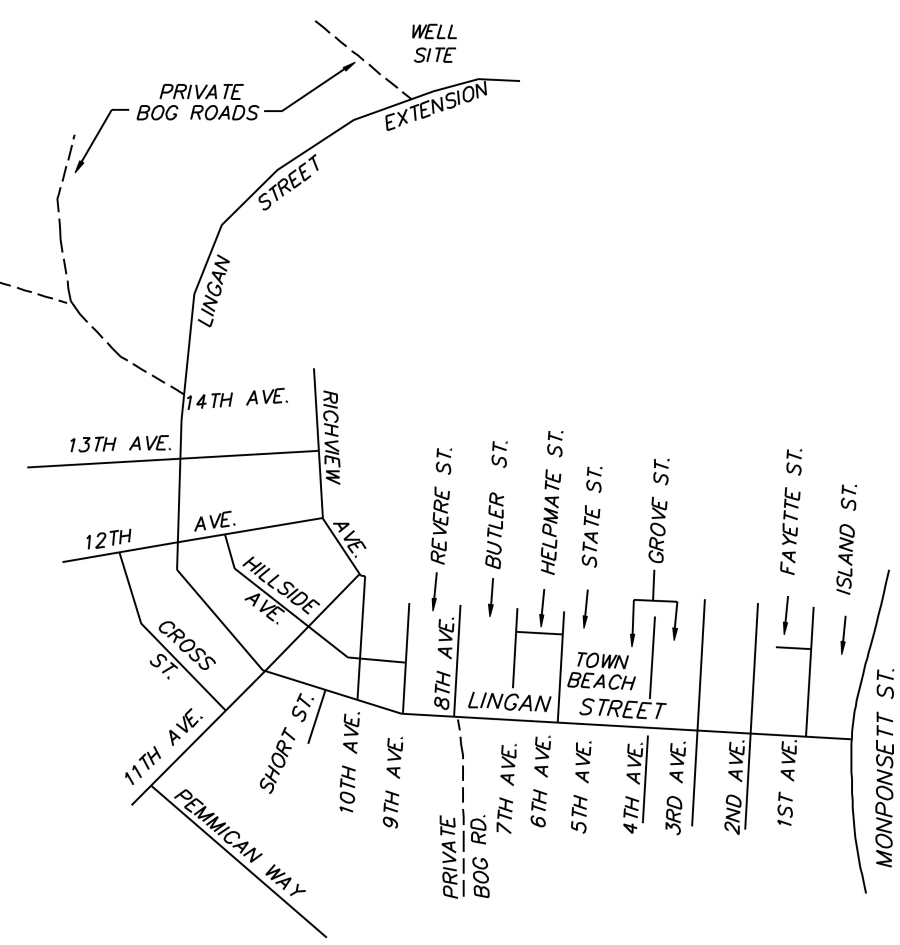 WELL
SITE
PRIVATE
BOG ROADS
EXTENSION
STREET
LINGAN
14TH AVE.
RICHVIEW
AVE.
13TH AVE.
12TH AVE.
HILLSIDE
AVE.
CROSS
ST.
11TH AVE.
PEMMICAN WAY
SHORT ST.
REVERE ST.
BUTLER ST.
HELPMATE ST.
STATE ST.
GROVE ST.
FAYETTE ST.
ISLAND ST.
8TH AVE.
TOWN
BEACH
LINGAN STREET
10TH AVE.
9TH AVE.
PRIVATE
BOG RD.
7TH AVE.
6TH AVE.
5TH AVE.
4TH AVE.
3RD AVE.
2ND AVE.
1ST AVE.
MONPONSETT ST.